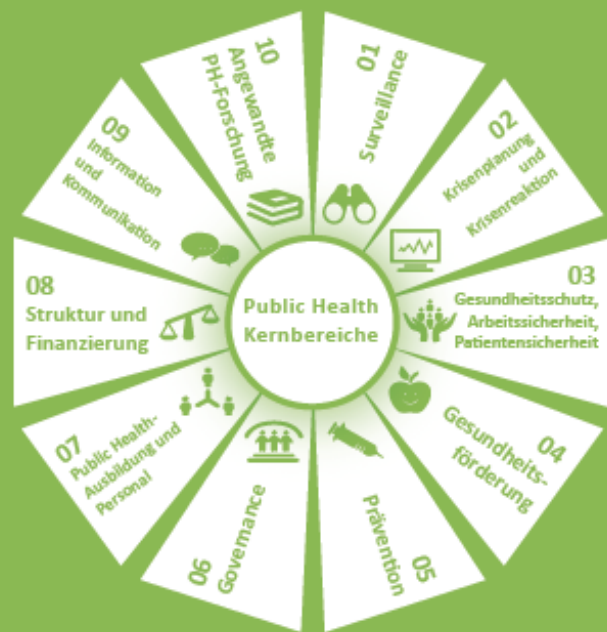 Public Health
Kernbereiche
01
Surveillance
02
Krisenplanung
und
Krisenreaktion
03
Gesundheitsschutz,
Arbeitssicherheit,
Patientensicherheit
04
Gesundheits-
förderung
05
Prävention
06
Governance
07
Public Health-
Ausbildung und
Personal
08
Struktur und
Finanzierung
09
Information
und
Kommunikation
10
Angewandte
PH-Forschung